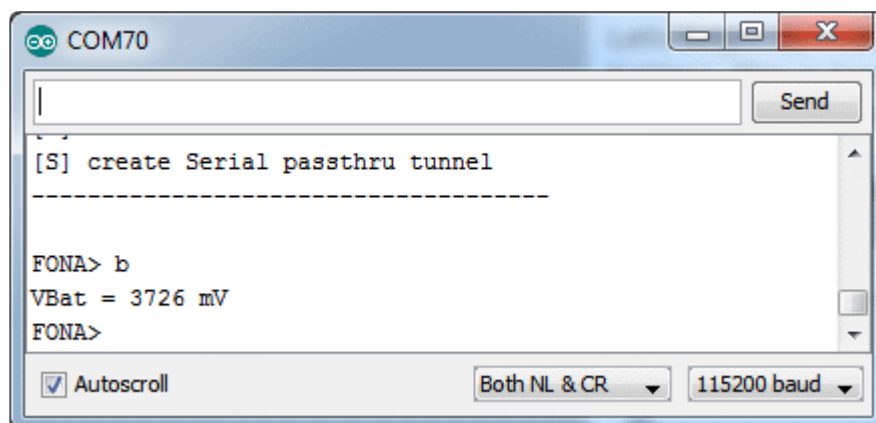 COM70
Send
[S] create Serial passthru tunnel
--------------------------------------
FONA> b
VBat = 3726 mV
FONA>
Autoscroll
Both NL & CR
115200 baud